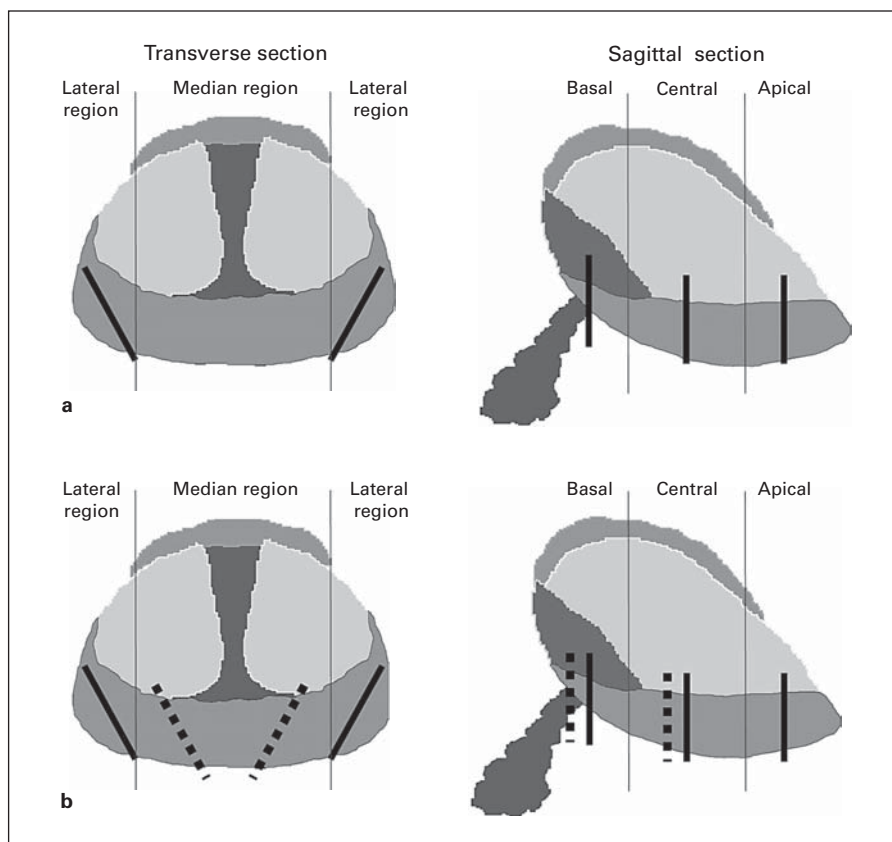 Transverse section
Sagittal section
Lateral
region
Median region
Lateral
region
Basal
Central
Apical
a
Lateral
region
Median region
Lateral
region
Basal
Central
Apical
b